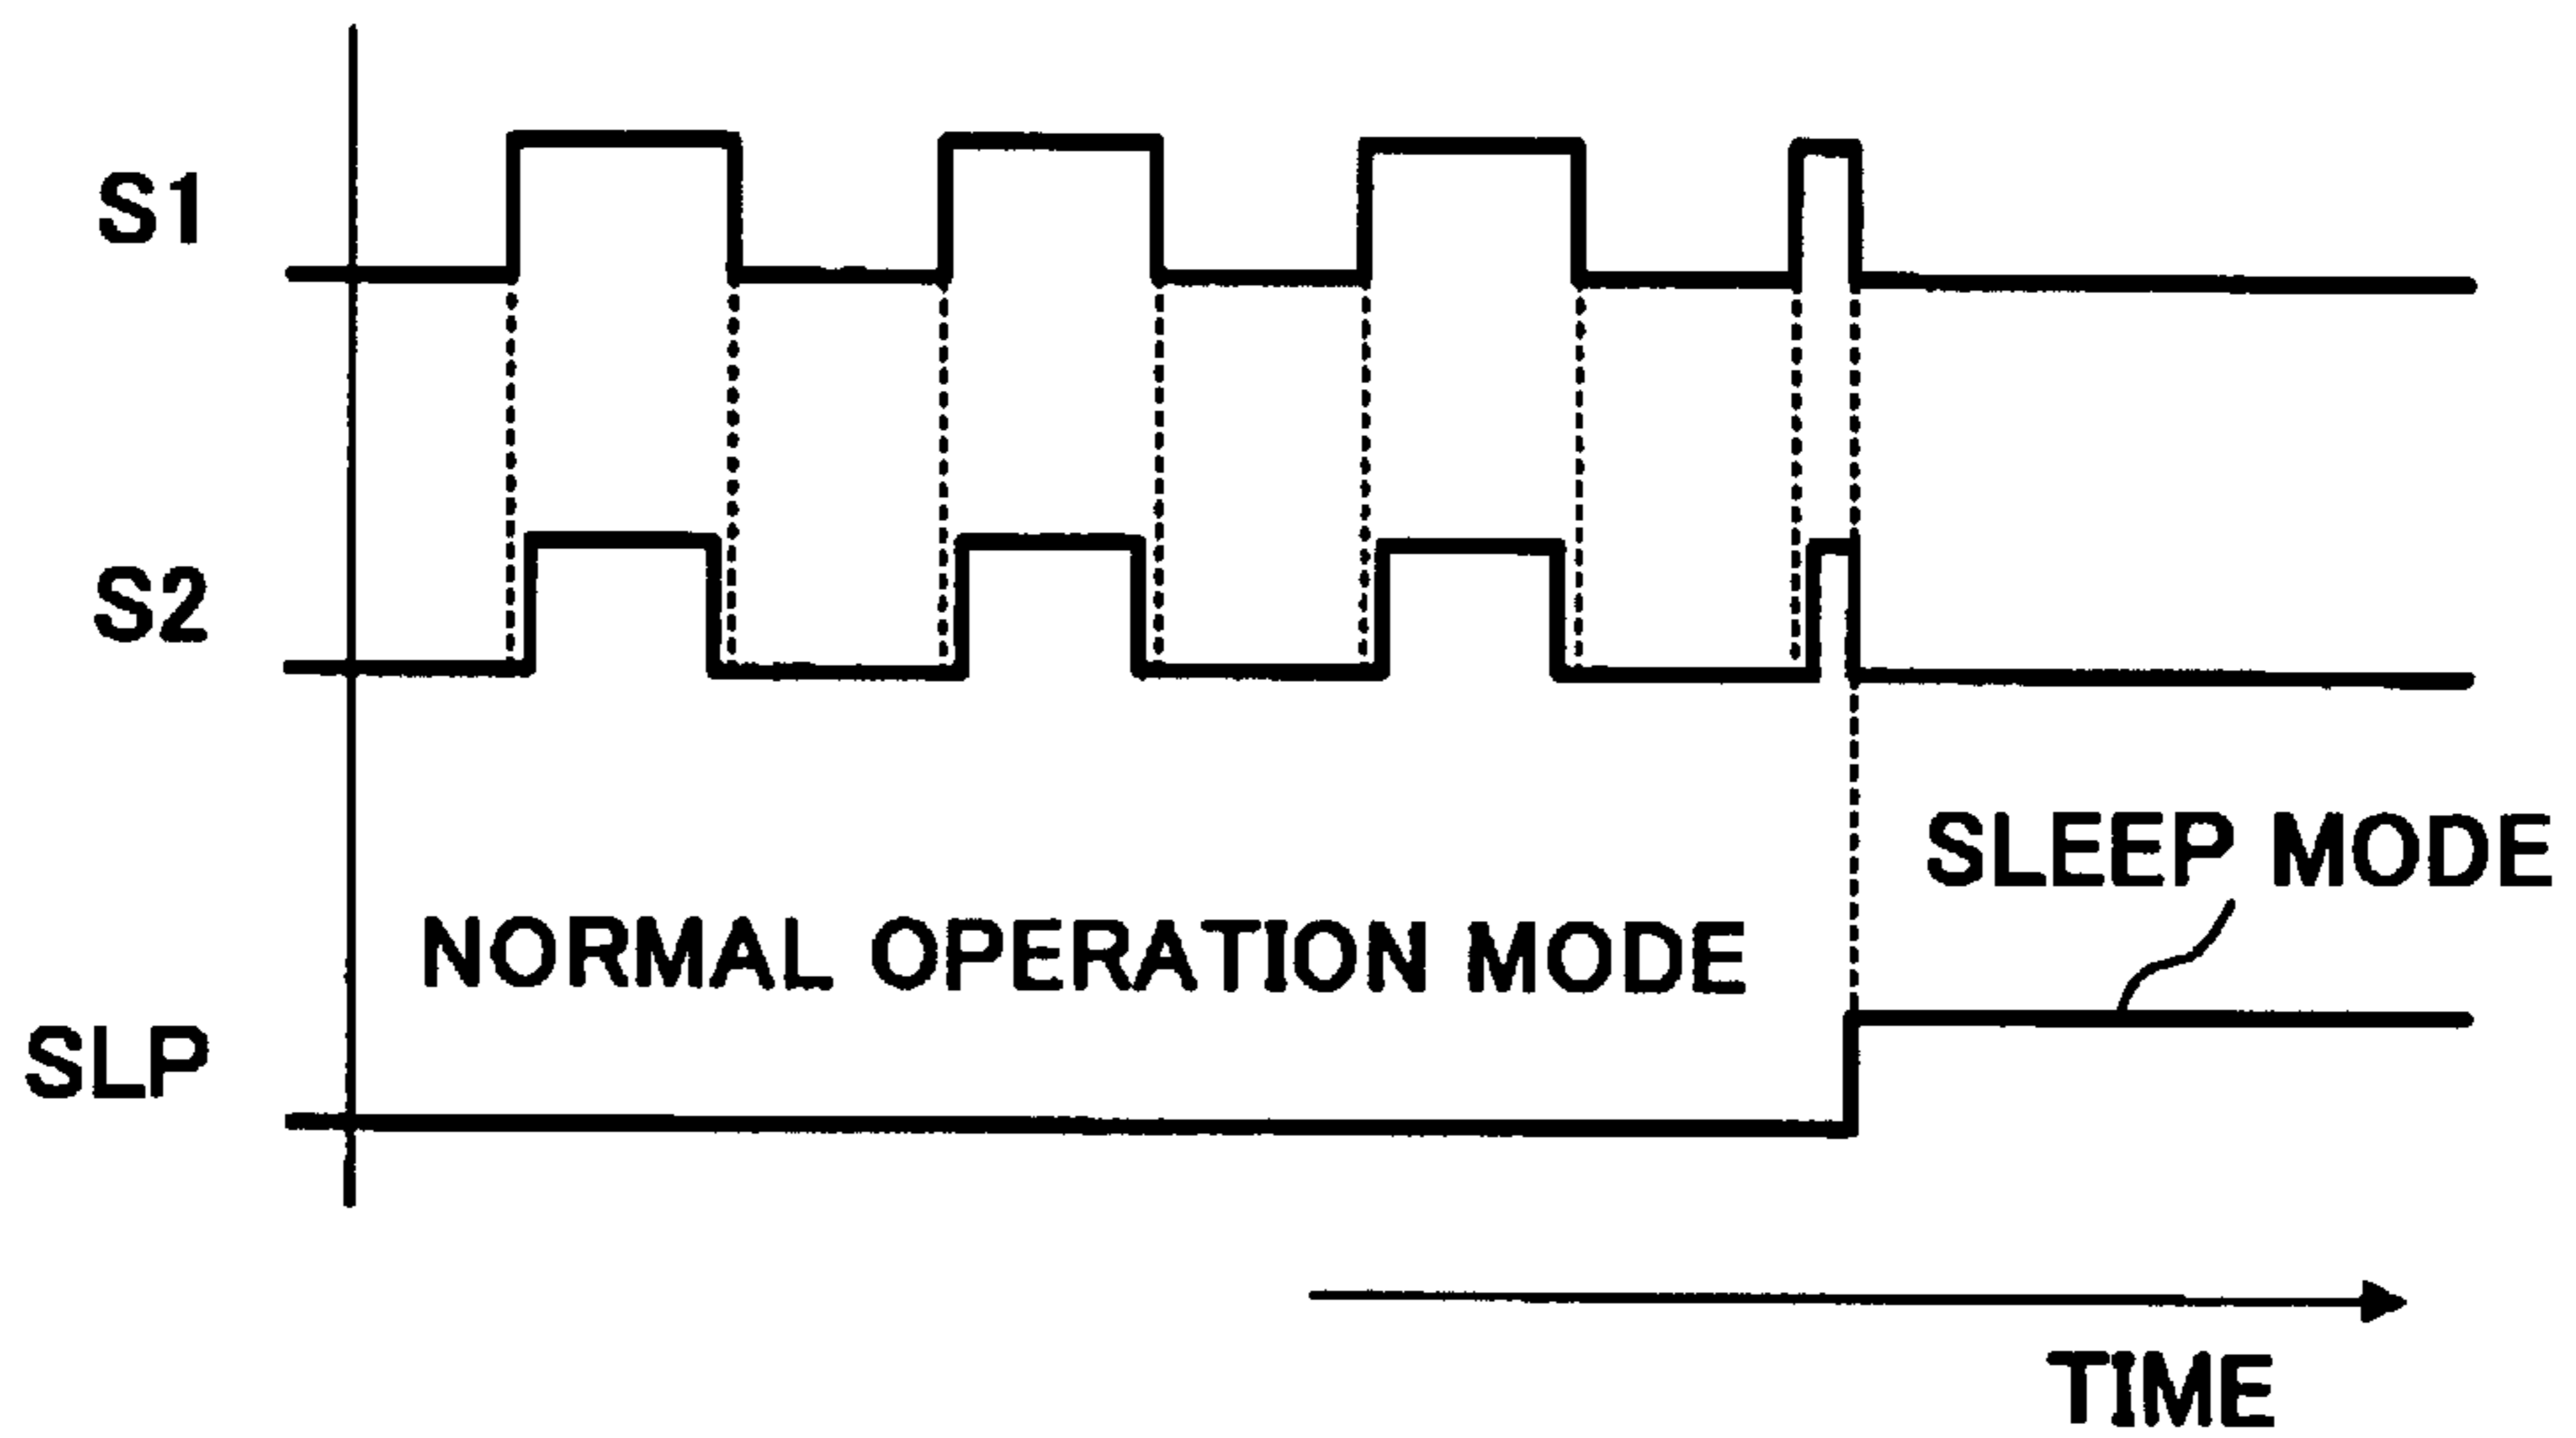 S1
S2
SLEEP MODE
NORMAL OPERATION MODE
SLP
TIME